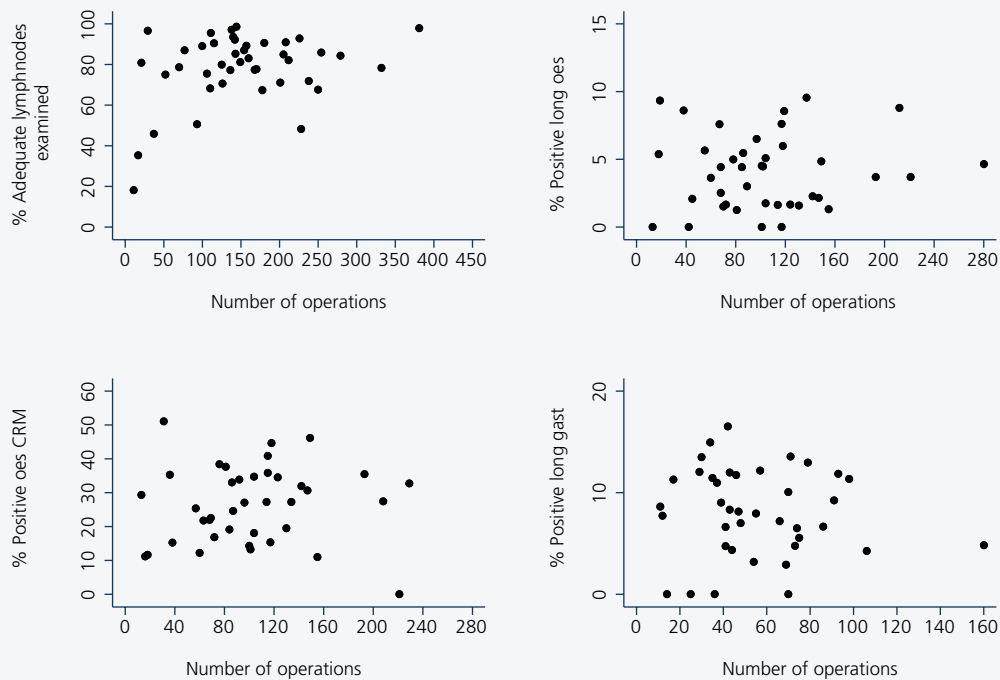 % Adequate lymphnodes
examined
100
80
60
40
20
0
0 50 100 150 200 250 300 350 400 450
Number of operations
% Positive long oes
15
10
5
0
0 40 80 120 160 200 240 280
Number of operations
% Positive oes CRM
60
50
40
30
20
10
0
0 40 80 120 160 200 240 280
Number of operations
% Positive long gast
20
10
0
0 20 40 60 80 100 120 140 160
Number of operations